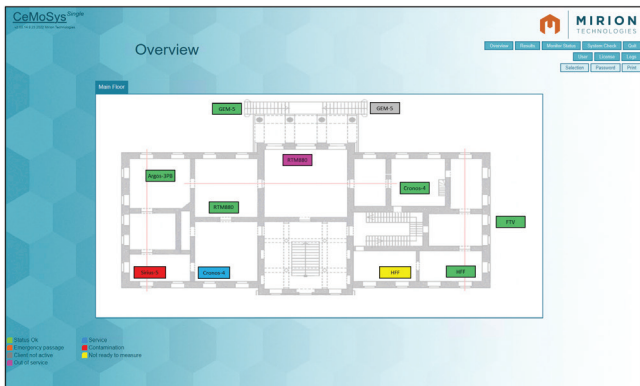 CeMoSys Single
MIRION
TECHNOLOGIES
Overview
Overview Results Monitor Status System Check Quit
User License Logs
Selection Password Print
Main Floor
GEM-5
GEM-5
RTM860
Argos-3PB
Cronos-4
RTM880
FTV
Sirius-5
Cronos-4
HFF
HFF
Status OK
Emergency passage
Client not active
Out of service
Service
Contamination
Not ready to measure